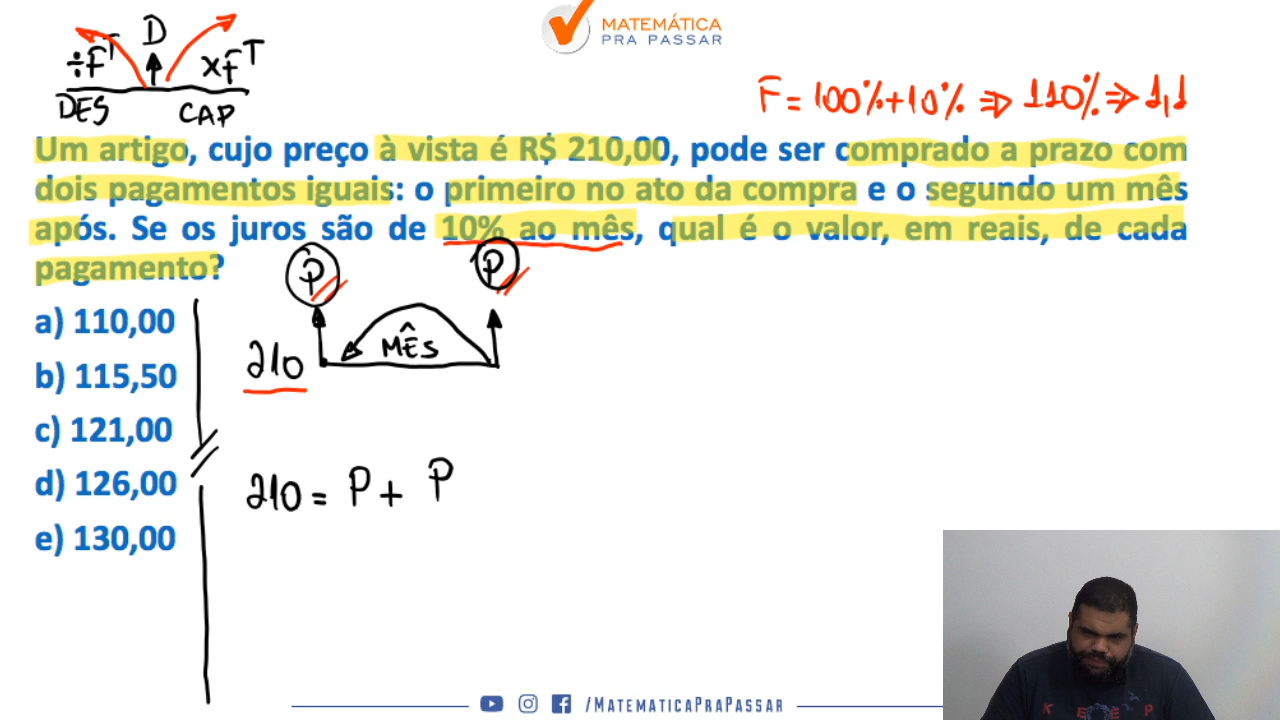 MATEMÁTICA
PRA PASSAR
D
÷F^T
xF^T
DES
CAP
F = 100%+10% ⇒ 110% ⇒ 1,1
Um artigo, cujo preço à vista é R$ 210,00, pode ser comprado a prazo com
dois pagamentos iguais: o primeiro no ato da compra e o segundo um mês
após. Se os juros são de 10% ao mês, qual é o valor, em reais, de cada
pagamento?
P
P
a) 110,00
b) 115,50
c) 121,00
d) 126,00
e) 130,00
210
MÊS
210 = P + P
/MatematicaPraPassar
K E E P